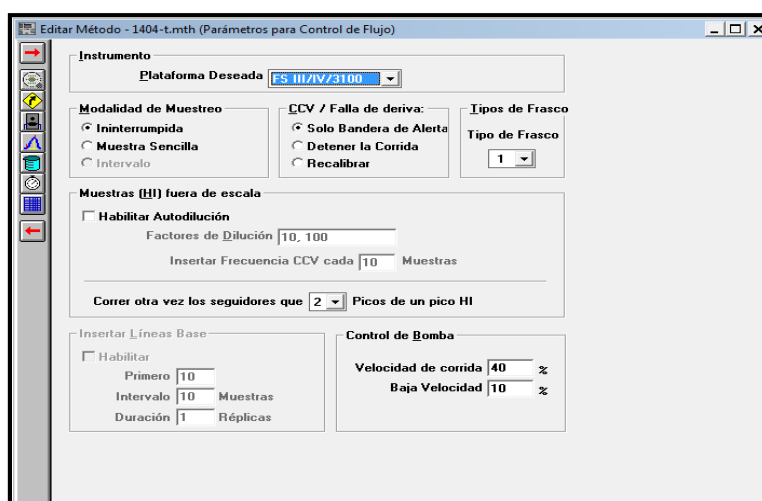 Editar Método - 1404-t.mth (Parámetros para Control de Flujo)
Instrumento
Plataforma Deseada FS III/IV/3100
Modalidad de Muestreo
Ininterrumpida
Muestra Sencilla
Intervalo
CCV / Falla de deriva:
Solo Bandera de Alerta
Detener la Corrida
Recalibrar
Tipos de Frasco
Tipo de Frasco
1
Muestras (HI) fuera de escala
Habilitar Autodilución
Factores de Dilución 10, 100
Insertar Frecuencia CCV cada 10 Muestras
Correr otra vez los seguidores que 2 Picos de un pico HI
Insertar Líneas Base
Habilitar
Primero 10
Intervalo 10 Muestras
Duración 1 Réplicas
Control de Bomba
Velocidad de corrida 40 %
Baja Velocidad 10 %